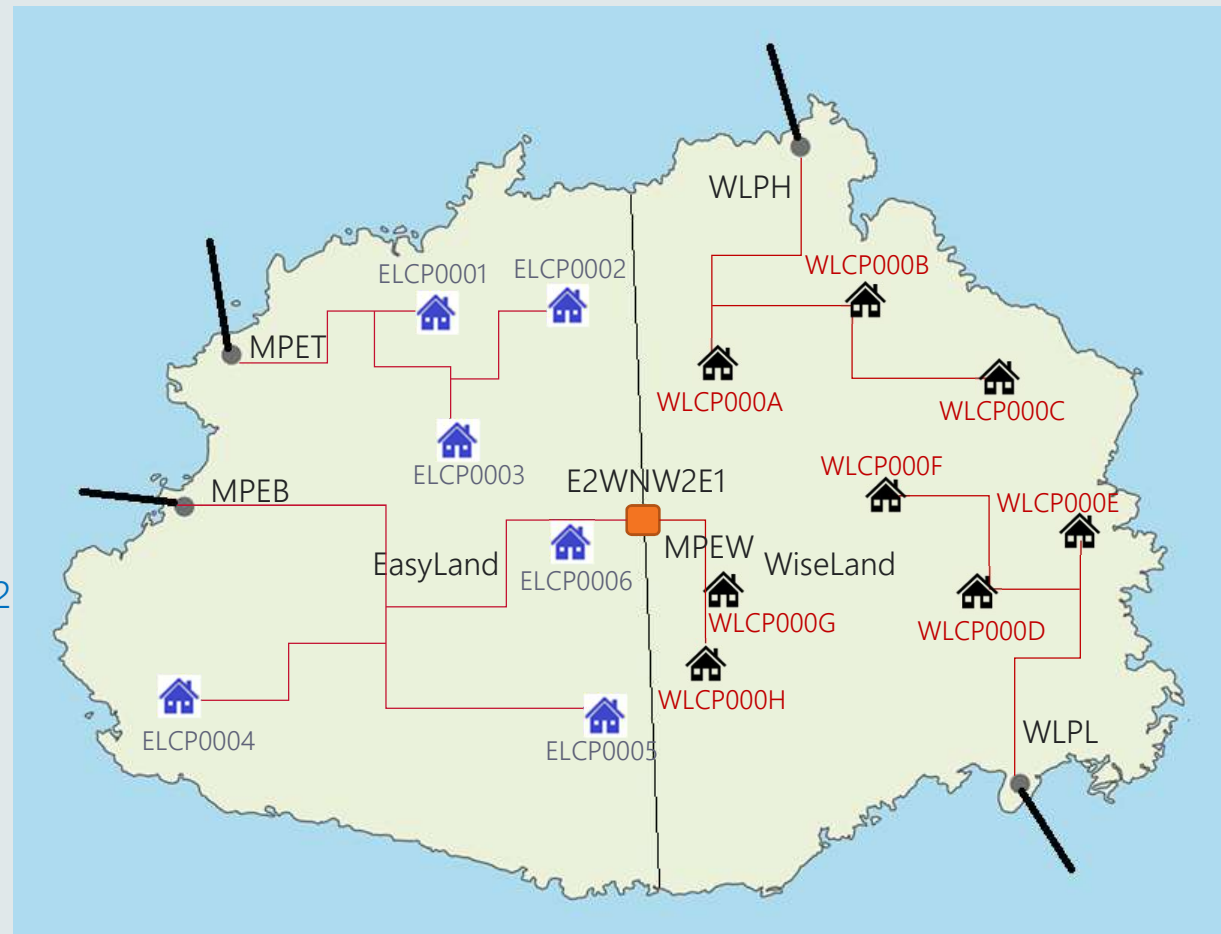 WLPH
WLCP000B
ELCP0001
ELCP0002
MPET
WLCP000A
WLCP000C
ELCP0003
WLCP000F
E2WNW2E1
MPEB
WLCP000E
MPEW
EasyLand
WiseLand
ELCP0006
2
WLCP000G
WLCP000D
WLCP000H
ELCP0004
ELCP0005
WLPL